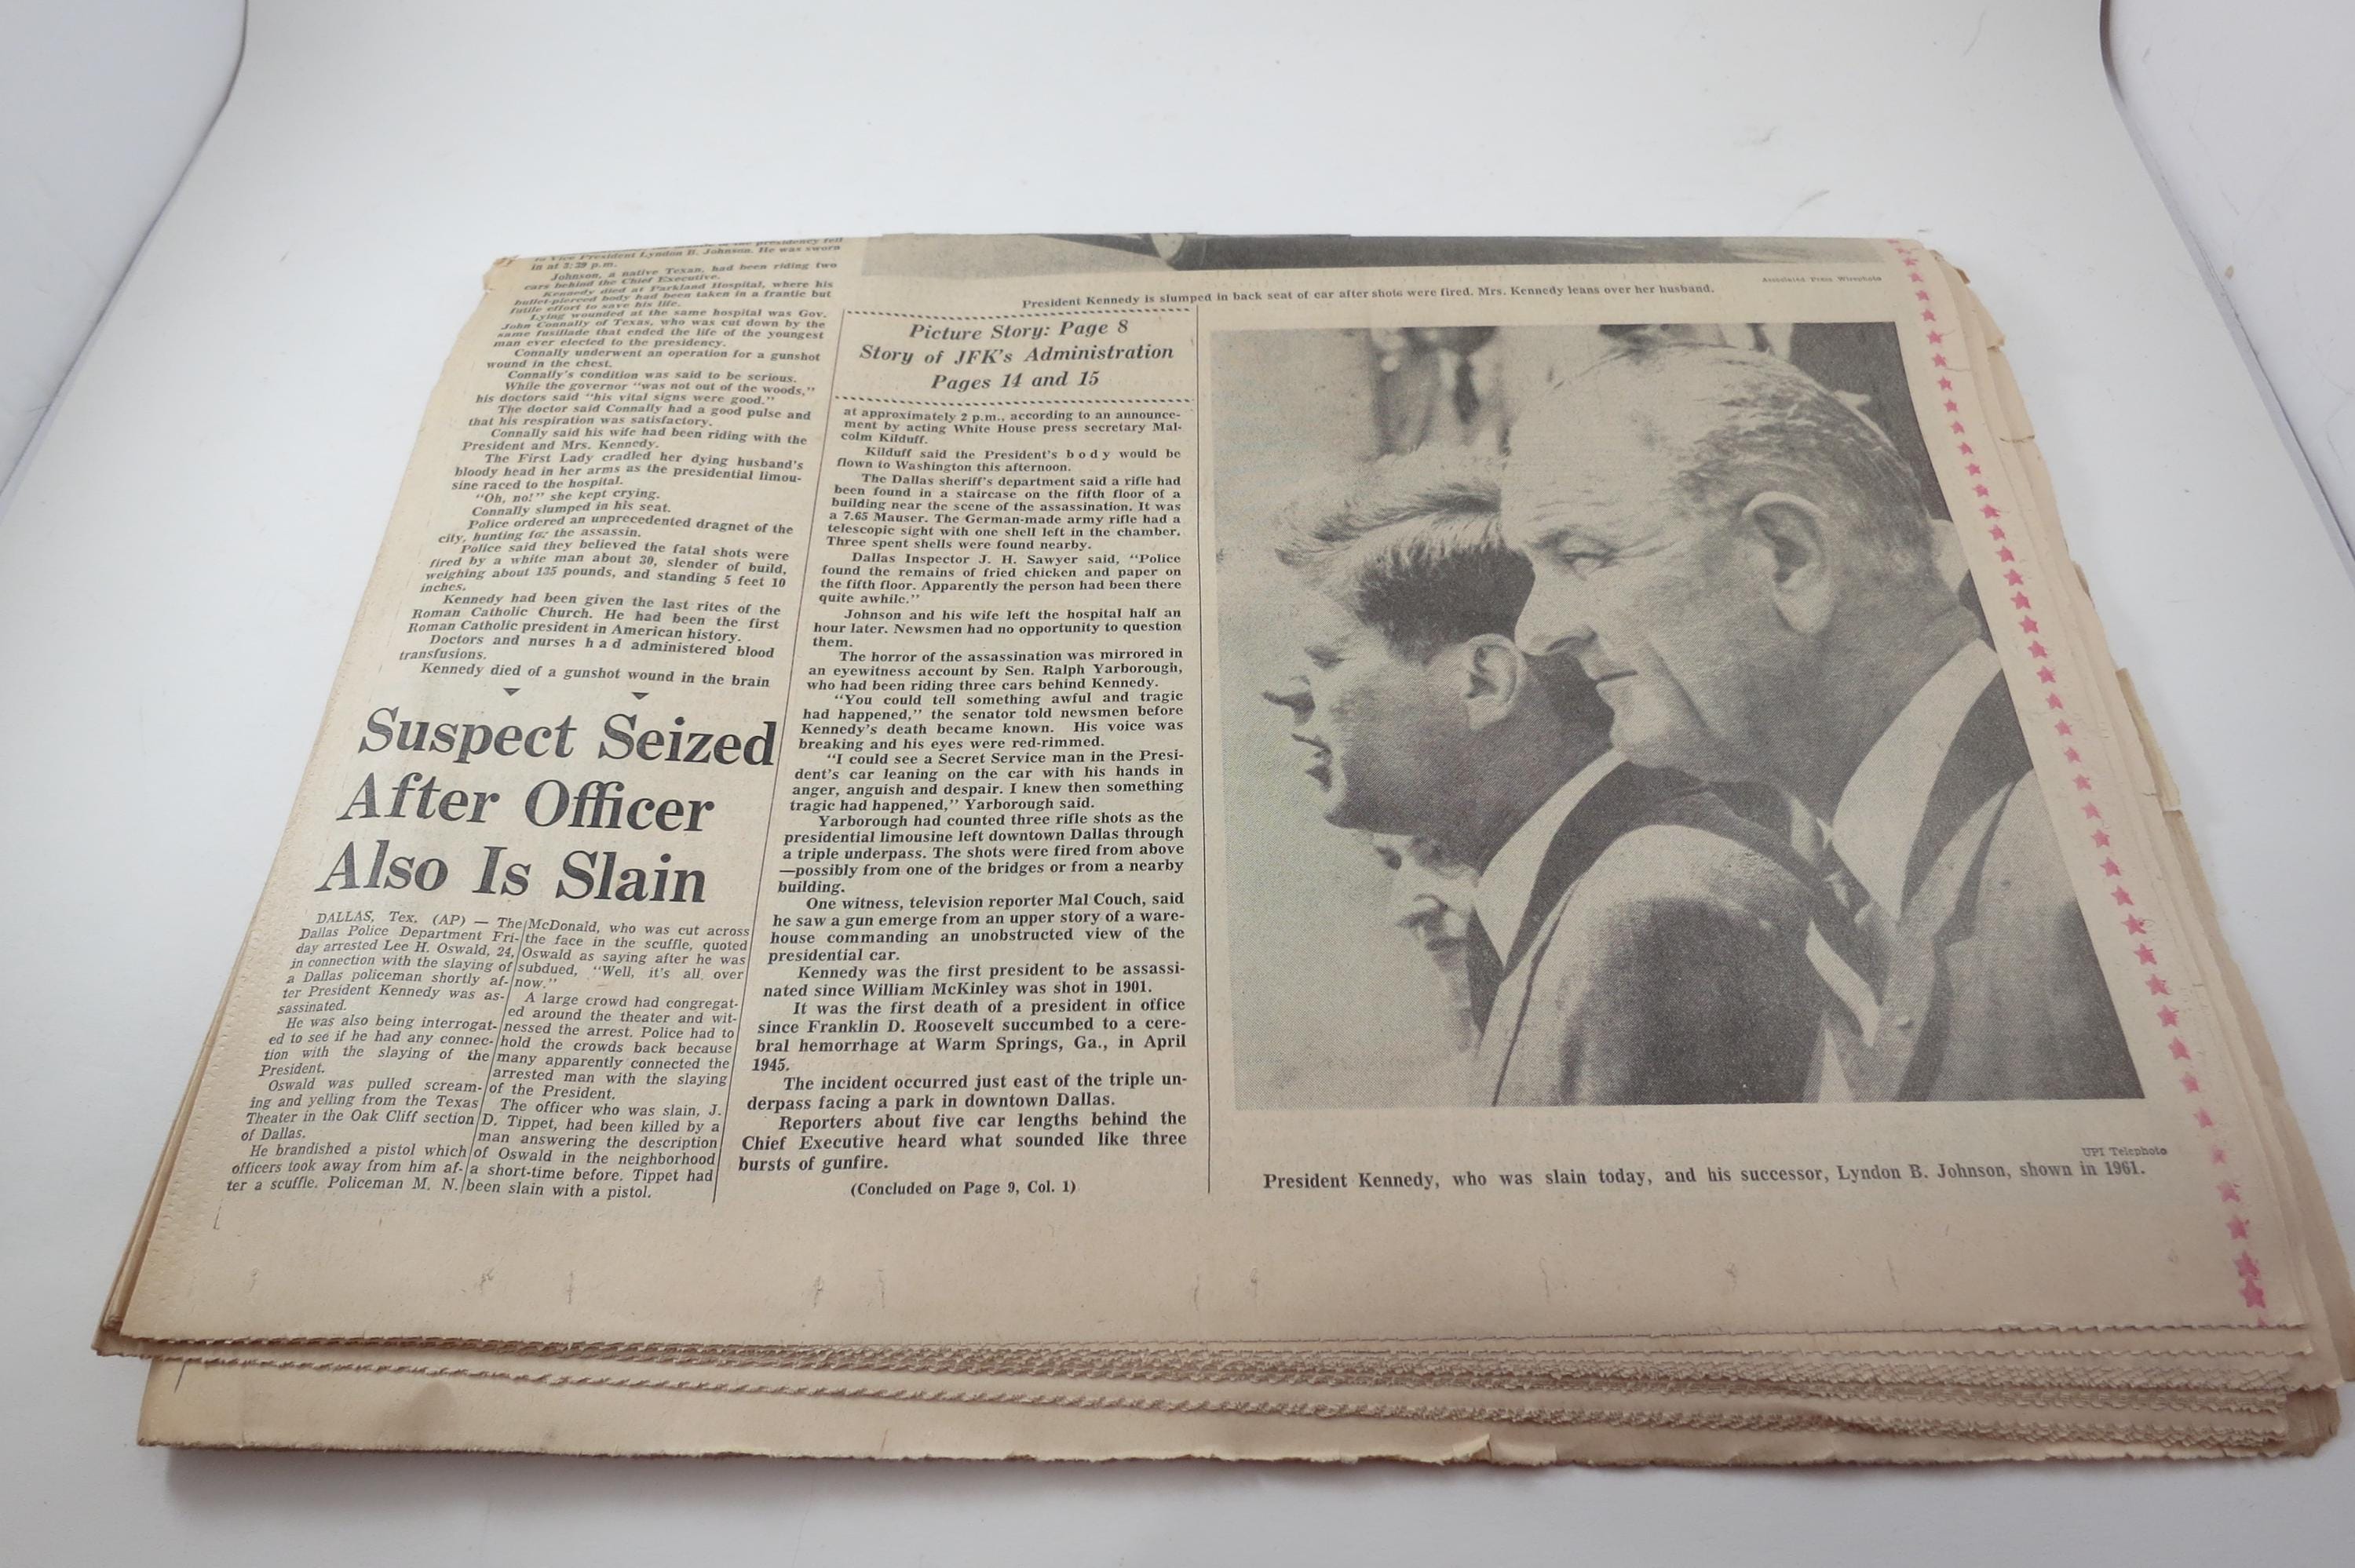 the presidency fell
to Vice President Lyndon B. Johnson. He was sworn
in at 3:39 p.m.
Johnson, a native Texan, had been riding two
cars behind the Chief Executive.
Kennedy died at Parkland Hospital, where his
bullet-pierced body had been taken in a frantic but
futile effort to save his life.
Lying wounded at the same hospital was Gov.
John Connally of Texas, who was cut down by the
same fusillade that ended the life of the youngest
man ever elected to the presidency.
Connally underwent an operation for a gunshot
wound in the chest.
Connally's condition was said to be serious.
While the governor "was not out of the woods,"
his doctors said "his vital signs were good."
The doctor said Connally had a good pulse and
that his respiration was satisfactory.
Connally said his wife had been riding with the
President and Mrs. Kennedy.
The First Lady cradled her dying husband's
bloody head in her arms as the presidential limou-
sine raced to the hospital.
"Oh, no!" she kept crying.
Connally slumped in his seat.
Police ordered an unprecedented dragnet of the
city, hunting for the assassin.
Police said they believed the fatal shots were
fired by a white man about 30, slender of build,
weighing about 135 pounds, and standing 5 feet 10
inches.
Kennedy had been given the last rites of the
Roman Catholic Church. He had been the first
Roman Catholic president in American history.
Doctors and nurses had administered blood
transfusions.
Kennedy died of a gunshot wound in the brain
Suspect Seized
After Officer
Also Is Slain
DALLAS, Tex. (AP) — The
Dallas Police Department Fri-
day arrested Lee H. Oswald, 24,
in connection with the slaying of
a Dallas policeman shortly af-
ter President Kennedy was as-
sassinated.
He was also being interrogat-
ed to see if he had any connec-
tion with the slaying of the
President.
Oswald was pulled scream-
ing and yelling from the Texas
Theater in the Oak Cliff section
of Dallas.
He brandished a pistol which
officers took away from him af-
ter a scuffle. Policeman M. N.
McDonald, who was cut across
the face in the scuffle, quoted
Oswald as saying after he was
subdued, "Well, it's all over
now."
A large crowd had congregat-
ed around the theater and wit-
nessed the arrest. Police had to
hold the crowds back because
many apparently connected the
arrested man with the slaying
of the President.
The officer who was slain, J.
D. Tippet, had been killed by a
man answering the description
of Oswald in the neighborhood
a short-time before. Tippet had
been slain with a pistol.
Picture Story: Page 8
Story of JFK's Administration
Pages 14 and 15
at approximately 2 p.m., according to an announce-
ment by acting White House press secretary Mal-
colm Kilduff.
Kilduff said the President's body would be
flown to Washington this afternoon.
The Dallas sheriff's department said a rifle had
been found in a staircase on the fifth floor of a
building near the scene of the assassination. It was
a 7.65 Mauser. The German-made army rifle had a
telescopic sight with one shell left in the chamber.
Three spent shells were found nearby.
Dallas Inspector J. H. Sawyer said, "Police
found the remains of fried chicken and paper on
the fifth floor. Apparently the person had been there
quite awhile."
Johnson and his wife left the hospital half an
hour later. Newsmen had no opportunity to question
them.
The horror of the assassination was mirrored in
an eyewitness account by Sen. Ralph Yarborough,
who had been riding three cars behind Kennedy.
"You could tell something awful and tragic
had happened," the senator told newsmen before
Kennedy's death became known. His voice was
breaking and his eyes were red-rimmed.
"I could see a Secret Service man in the Presi-
dent's car leaning on the car with his hands in
anger, anguish and despair. I knew then something
tragic had happened," Yarborough said.
Yarborough had counted three rifle shots as the
presidential limousine left downtown Dallas through
a triple underpass. The shots were fired from above
—possibly from one of the bridges or from a nearby
building.
One witness, television reporter Mal Couch, said
he saw a gun emerge from an upper story of a ware-
house commanding an unobstructed view of the
presidential car.
Kennedy was the first president to be assassi-
nated since William McKinley was shot in 1901.
It was the first death of a president in office
since Franklin D. Roosevelt succumbed to a cere-
bral hemorrhage at Warm Springs, Ga., in April
1945.
The incident occurred just east of the triple un-
derpass facing a park in downtown Dallas.
Reporters about five car lengths behind the
Chief Executive heard what sounded like three
bursts of gunfire.
(Concluded on Page 9, Col. 1)
Associated Press Wirephoto
President Kennedy is slumped in back seat of car after shots were fired. Mrs. Kennedy leans over her husband.
UPI Telephoto
President Kennedy, who was slain today, and his successor, Lyndon B. Johnson, shown in 1961.